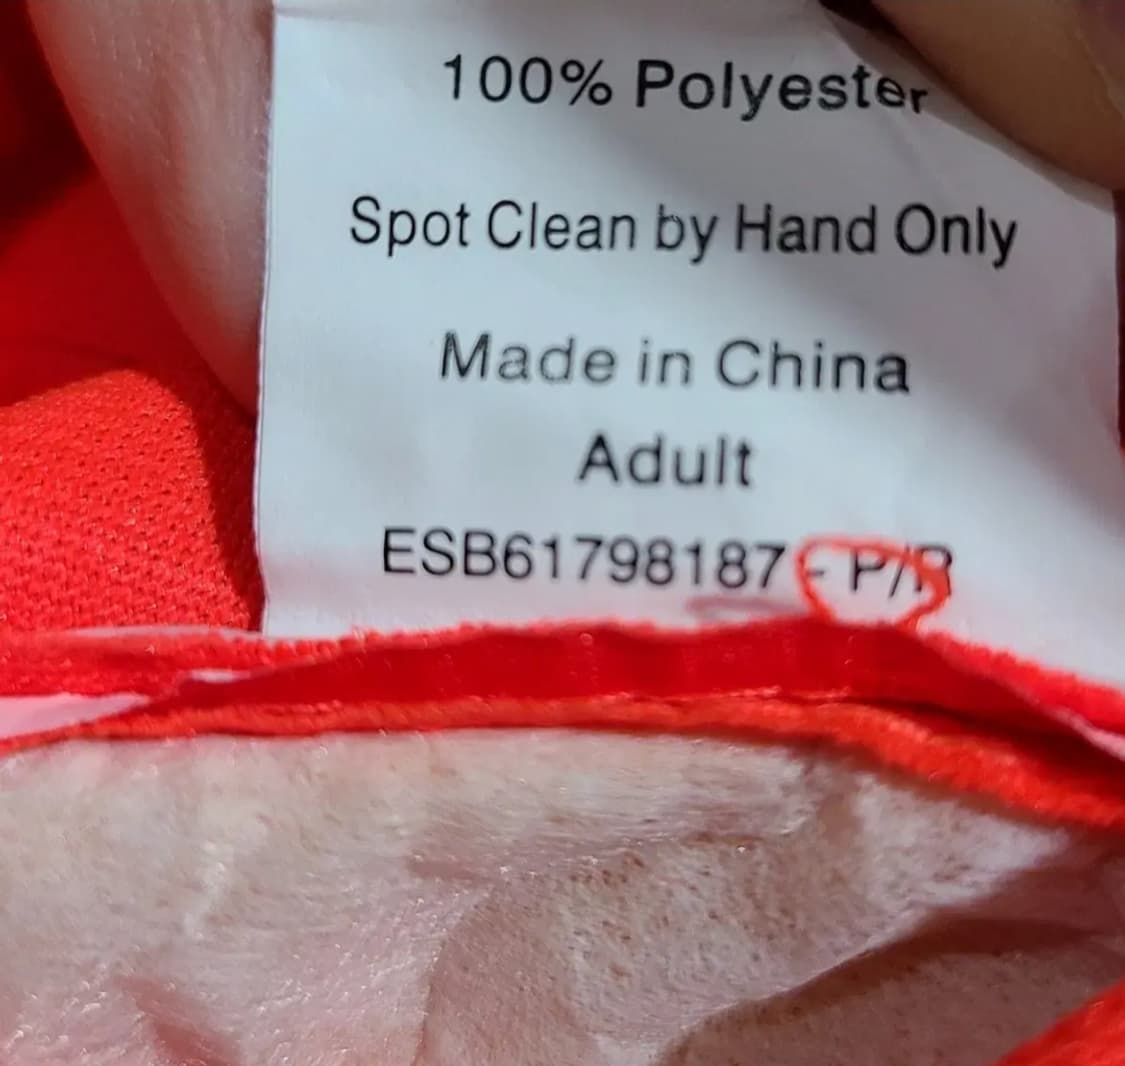 100% Polyester
Spot Clean by Hand Only
Made in China
Adult
ESB61798187 - P/R